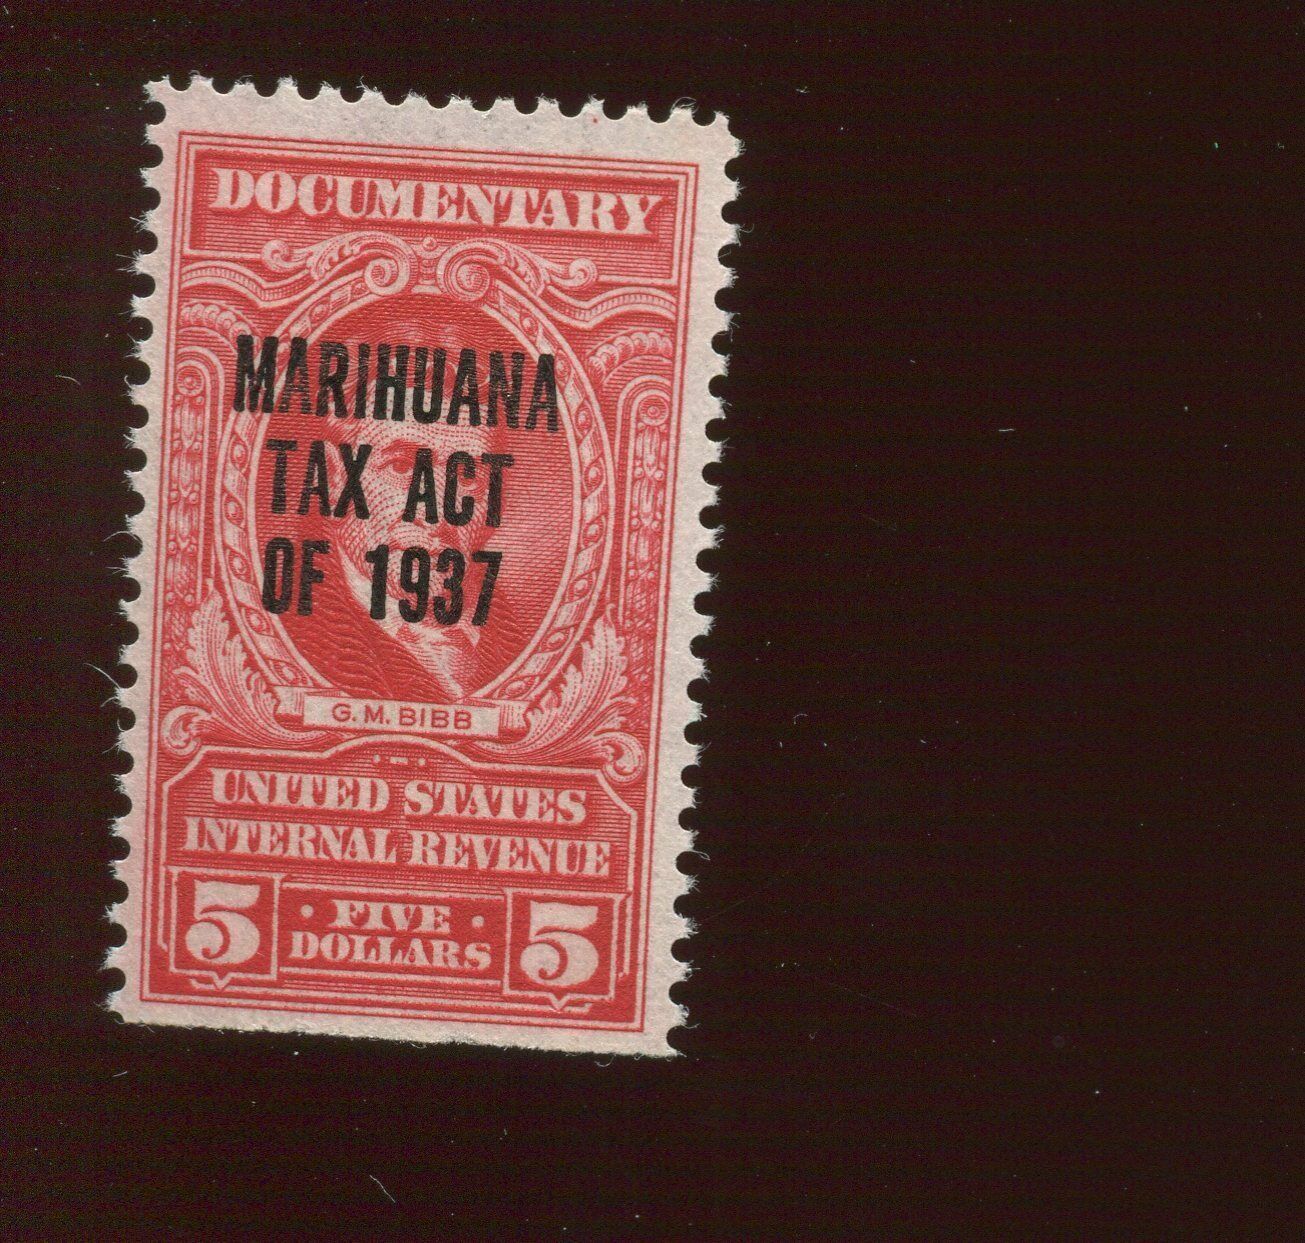 DOCUMENTARY
MARIHUANA
TAX ACT
OF 1937
G. M. BIBB
UNITED STATES
INTERNAL REVENUE
5 · FIVE · 5
DOLLARS